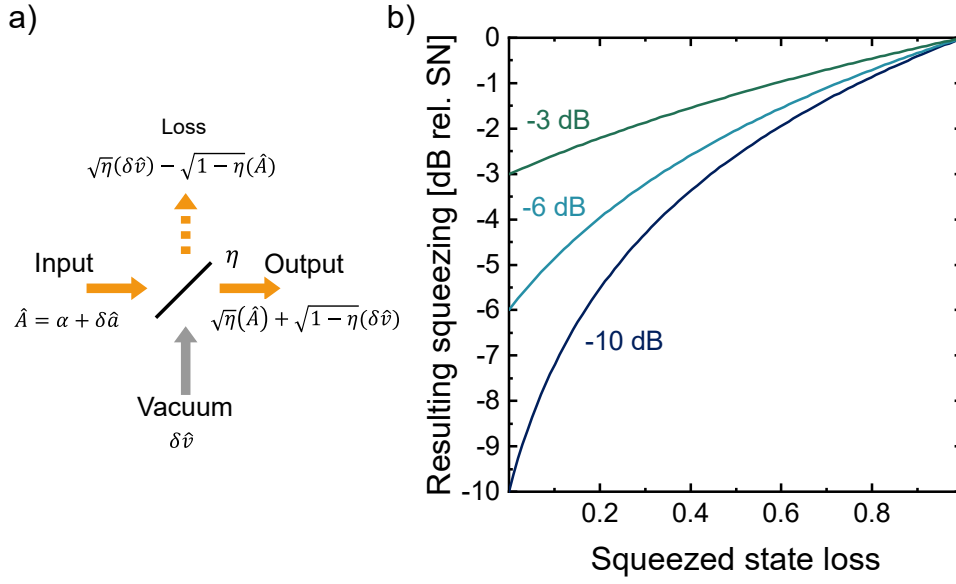 a)
Loss
√η(δv̂) − √1 − η(Â)
Input
η
Output
Â = α + δâ
√η(Â) + √1 − η(δv̂)
Vacuum
δv̂
b)
Resulting squeezing [dB rel. SN]
0
-1
-2
-3
-4
-5
-6
-7
-8
-9
-10
-3 dB
-6 dB
-10 dB
0.2 0.4 0.6 0.8
Squeezed state loss